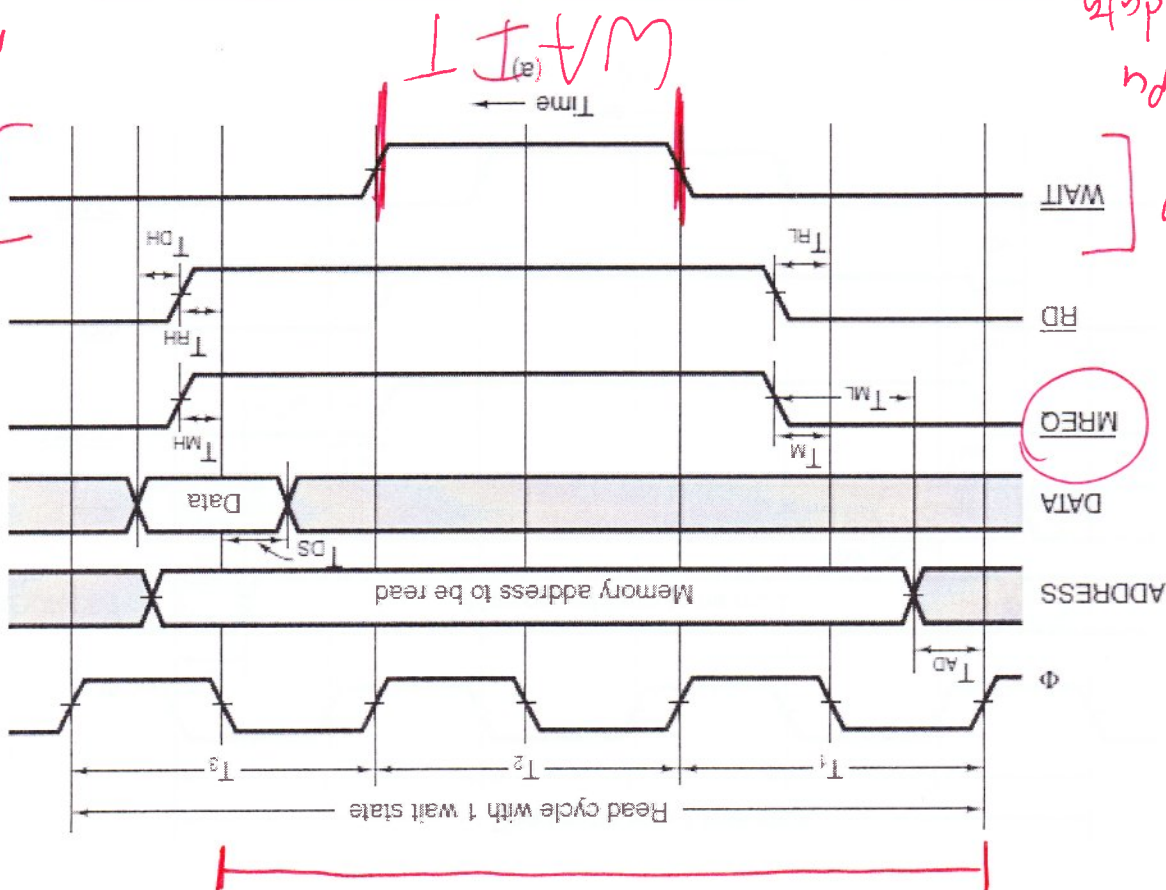 Read cycle with 1 wait state
T1 T2 T3
Φ
TAD
ADDRESS Memory address to be read
TDS
DATA Data
TM TMH
MREQ TML
TRH
RD
TRL TDH
WAIT
Time
(a)
WAIT
data